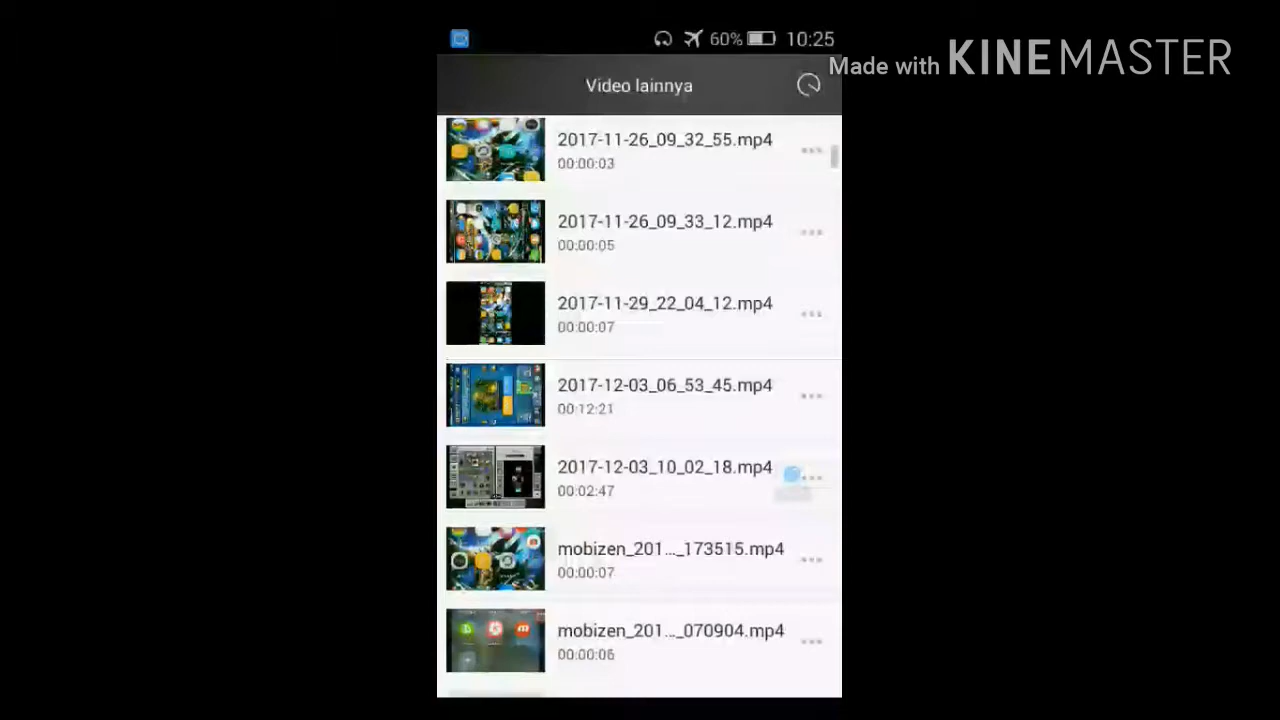 60% 10:25
Made with KINEMASTER
Video lainnya
2017-11-26_09_32_55.mp4
00:00:03
2017-11-26_09_33_12.mp4
00:00:05
2017-11-29_22_04_12.mp4
00:00:07
2017-12-03_06_53_45.mp4
00:12:21
2017-12-03_10_02_18.mp4
00:02:47
mobizen_201..._173515.mp4
00:00:07
mobizen_201..._070904.mp4
00:00:06